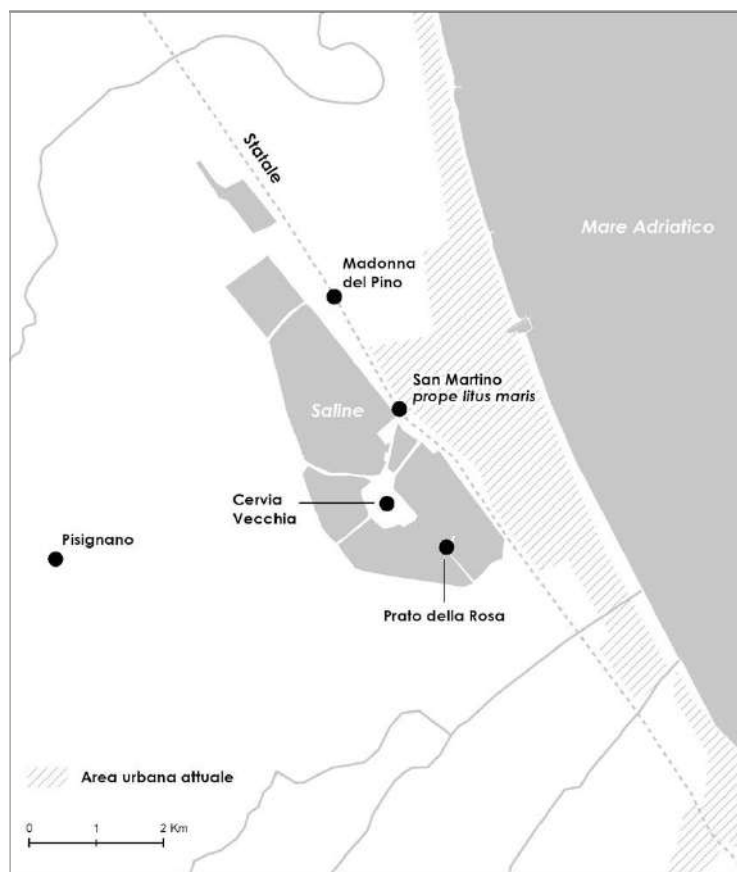 Statale
Mare Adriatico
Madonna
del Pino
San Martino
prope litus maris
Saline
Cervia
Vecchia
Pisignano
Prato della Rosa
Area urbana attuale
0 1 2 Km